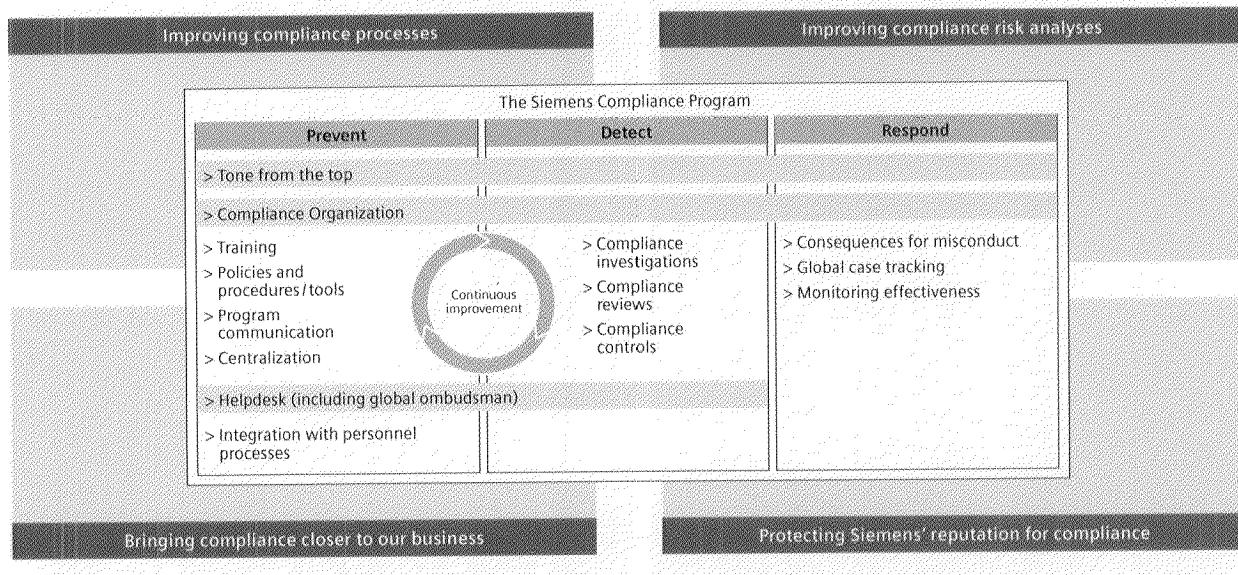 Improving compliance processes
Improving compliance risk analyses
The Siemens Compliance Program
Prevent
Detect
Respond
> Tone from the top
> Compliance Organization
> Training
> Policies and
procedures/tools
> Program
communication
> Centralization
Continuous
improvement
> Compliance
investigations
> Compliance
reviews
> Compliance
controls
> Consequences for misconduct
> Global case tracking
> Monitoring effectiveness
> Helpdesk (including global ombudsman)
> Integration with personnel
processes
Bringing compliance closer to our business
Protecting Siemens' reputation for compliance